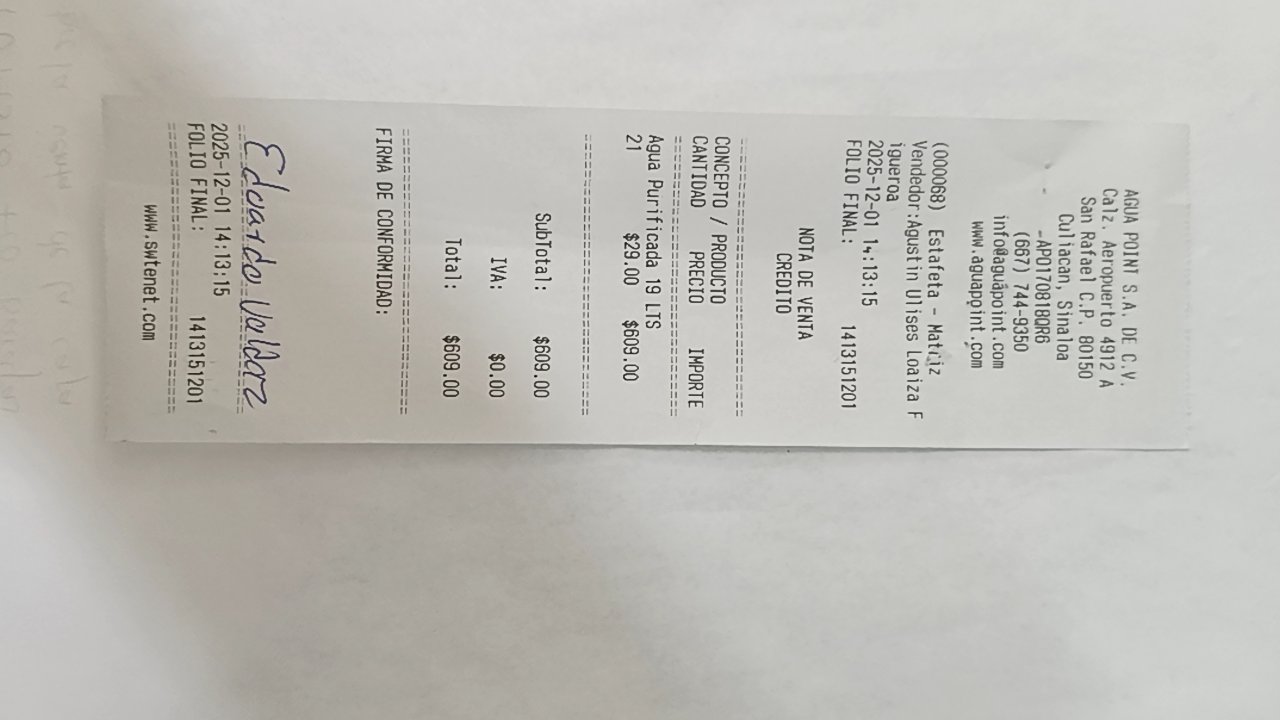 AGUA POINT S.A. DE C.V.
Calz. Aeropuerto 4912 A
San Rafael C.P. 80150
Culiacan, Sinaloa
-APO170818QR6
(667) 744-9350
info@aguapoint.com
www.aguapoint.com
(000068) Estafeta - Matriz
Vendedor:Agustin Ulises Loaiza F
igueroa
2025-12-01 14:13:15
FOLIO FINAL: 1413151201
NOTA DE VENTA
CREDITO
CONCEPTO / PRODUCTO
CANTIDAD PRECIO IMPORTE
Agua Purificada 19 LTS
21 $29.00 $609.00
SubTotal: $609.00
IVA: $0.00
Total: $609.00
FIRMA DE CONFORMIDAD:
Eduardo Valdez
2025-12-01 14:13:15
FOLIO FINAL: 1413151201
www.swtenet.com